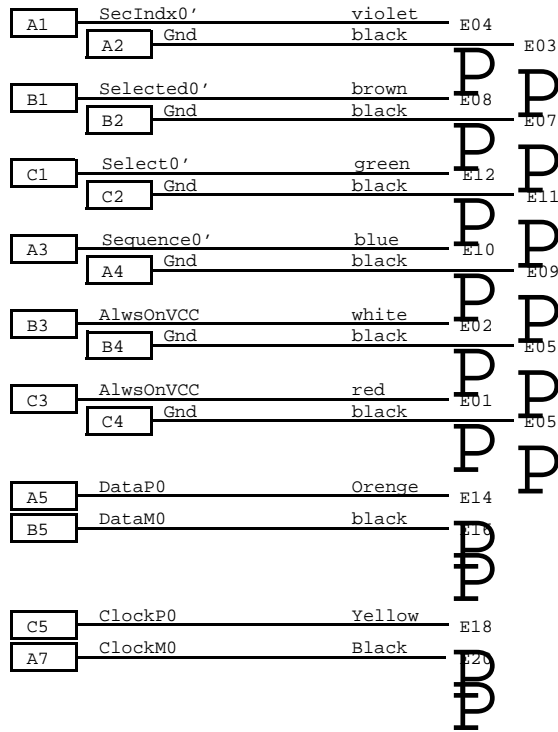 A1 SecIndx0' violet E04
A2 Gnd black E03
P
B1 Selected0' brown E08 P
B2 Gnd black E07
P
C1 Select0' green E12 P
C2 Gnd black E11
P
A3 Sequence0' blue E10 P
A4 Gnd black E09
P
B3 AlwsOnVCC white E02 P
B4 Gnd black E05
P
C3 AlwsOnVCC red E01 P
C4 Gnd black E05
P
P
A5 DataP0 Orenge E14
B5 DataM0 black E16
P
P
C5 ClockP0 Yellow E18
A7 ClockM0 Black E20
P
P